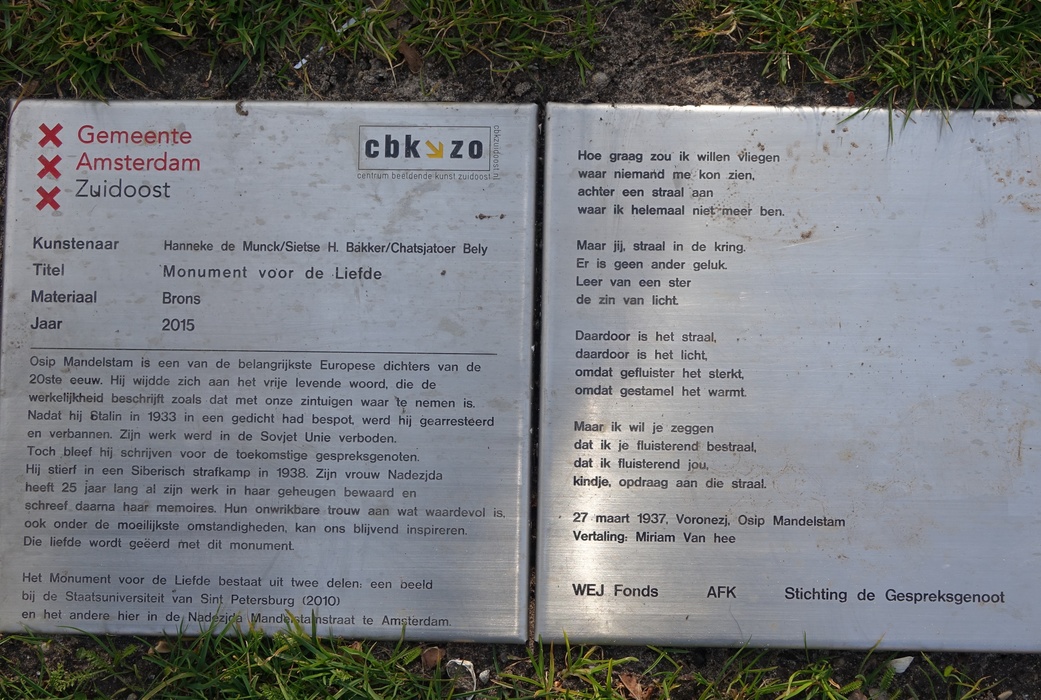 Gemeente
Amsterdam
Zuidoost
cbk zo
centrum beeldende kunst zuidoost
cbkzuidoost.nl
Kunstenaar Hanneke de Munck/Sietse H. Bakker/Chatsjatoer Bely
Titel Monument voor de Liefde
Materiaal Brons
Jaar 2015
Osip Mandelstam is een van de belangrijkste Europese dichters van de
20ste eeuw. Hij wijdde zich aan het vrije levende woord, die de
werkelijkheid beschrijft zoals dat met onze zintuigen waar te nemen is.
Nadat hij Stalin in 1933 in een gedicht had bespot, werd hij gearresteerd
en verbannen. Zijn werk werd in de Sovjet Unie verboden.
Toch bleef hij schrijven voor de toekomstige gespreksgenoten.
Hij stierf in een Siberisch strafkamp in 1938. Zijn vrouw Nadezjda
heeft 25 jaar lang al zijn werk in haar geheugen bewaard en
schreef daarna haar memoires. Hun onwrikbare trouw aan wat waardevol is,
ook onder de moeilijkste omstandigheden, kan ons blijvend inspireren.
Die liefde wordt geëerd met dit monument.
Het Monument voor de Liefde bestaat uit twee delen: een beeld
bij de Staatsuniversiteit van Sint Petersburg (2010)
en het andere hier in de Nadezjda Mandelstamstraat te Amsterdam.
Hoe graag zou ik willen vliegen
waar niemand me kon zien,
achter een straal aan
waar ik helemaal niet meer ben.
Maar jij, straal in de kring.
Er is geen ander geluk.
Leer van een ster
de zin van licht.
Daardoor is het straal,
daardoor is het licht,
omdat gefluister het sterkt,
omdat gestamel het warmt.
Maar ik wil je zeggen
dat ik je fluisterend bestraal,
dat ik fluisterend jou,
kindje, opdraag aan die straal.
27 maart 1937, Voronezj, Osip Mandelstam
Vertaling: Miriam Van hee
WEJ Fonds AFK Stichting de Gespreksgenoot